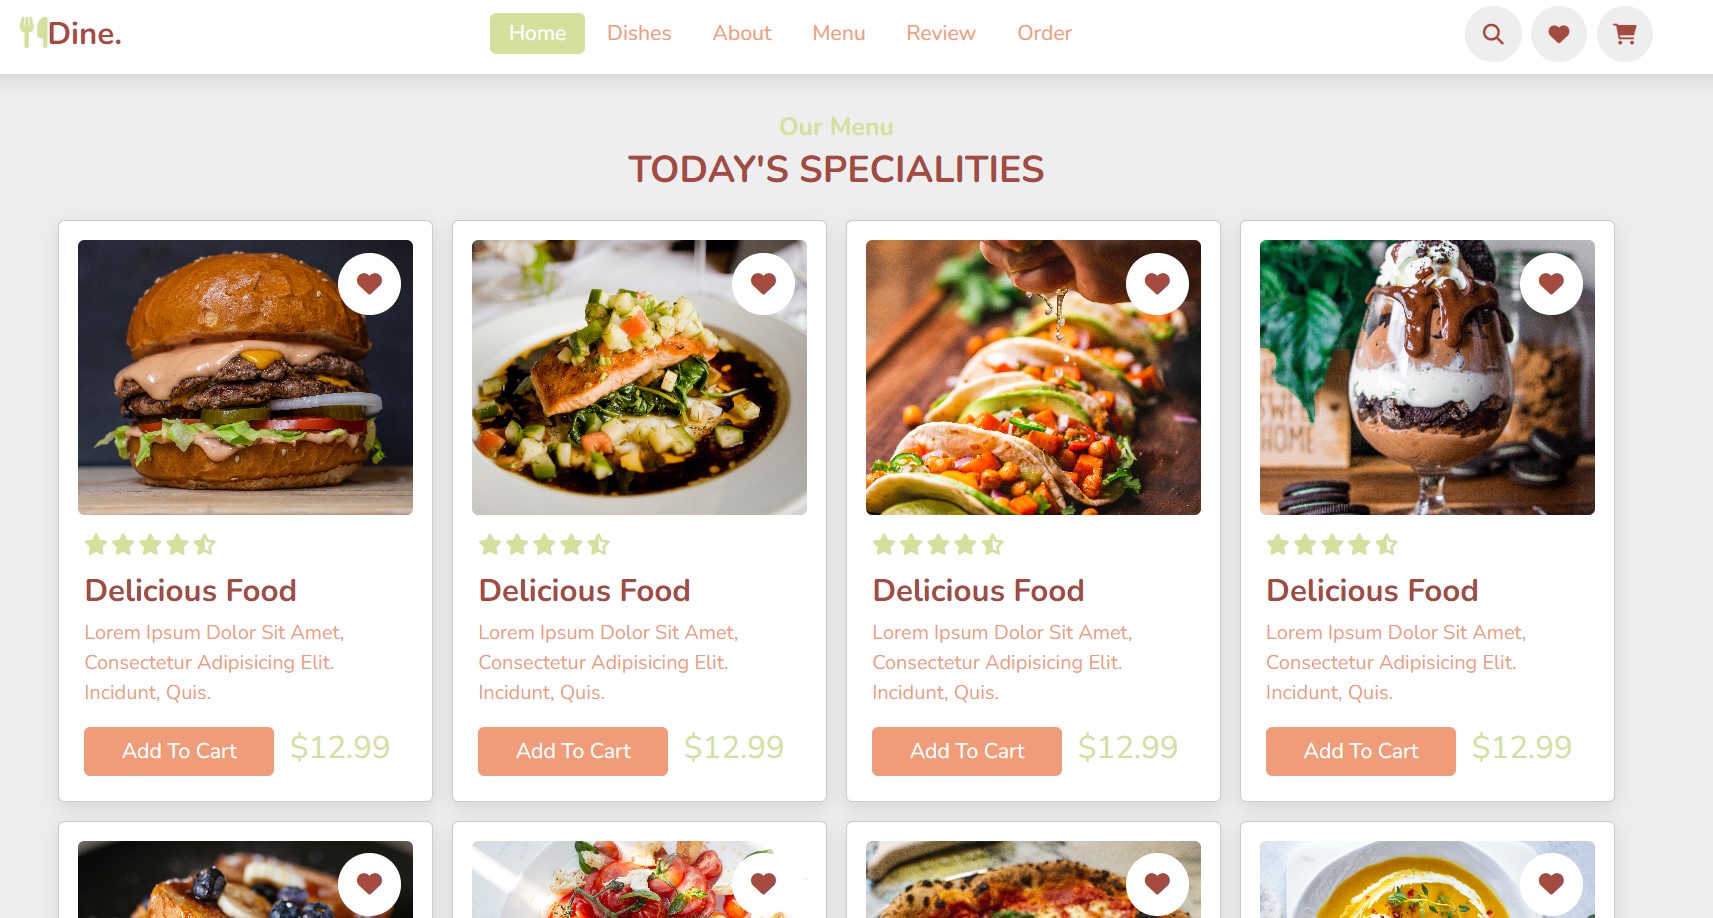 Dine.
Home Dishes About Menu Review Order
Our Menu
TODAY'S SPECIALITIES
SWEET
HOME
Delicious Food
Lorem Ipsum Dolor Sit Amet,
Consectetur Adipisicing Elit.
Incidunt, Quis.
Add To Cart $12.99
Delicious Food
Lorem Ipsum Dolor Sit Amet,
Consectetur Adipisicing Elit.
Incidunt, Quis.
Add To Cart $12.99
Delicious Food
Lorem Ipsum Dolor Sit Amet,
Consectetur Adipisicing Elit.
Incidunt, Quis.
Add To Cart $12.99
Delicious Food
Lorem Ipsum Dolor Sit Amet,
Consectetur Adipisicing Elit.
Incidunt, Quis.
Add To Cart $12.99